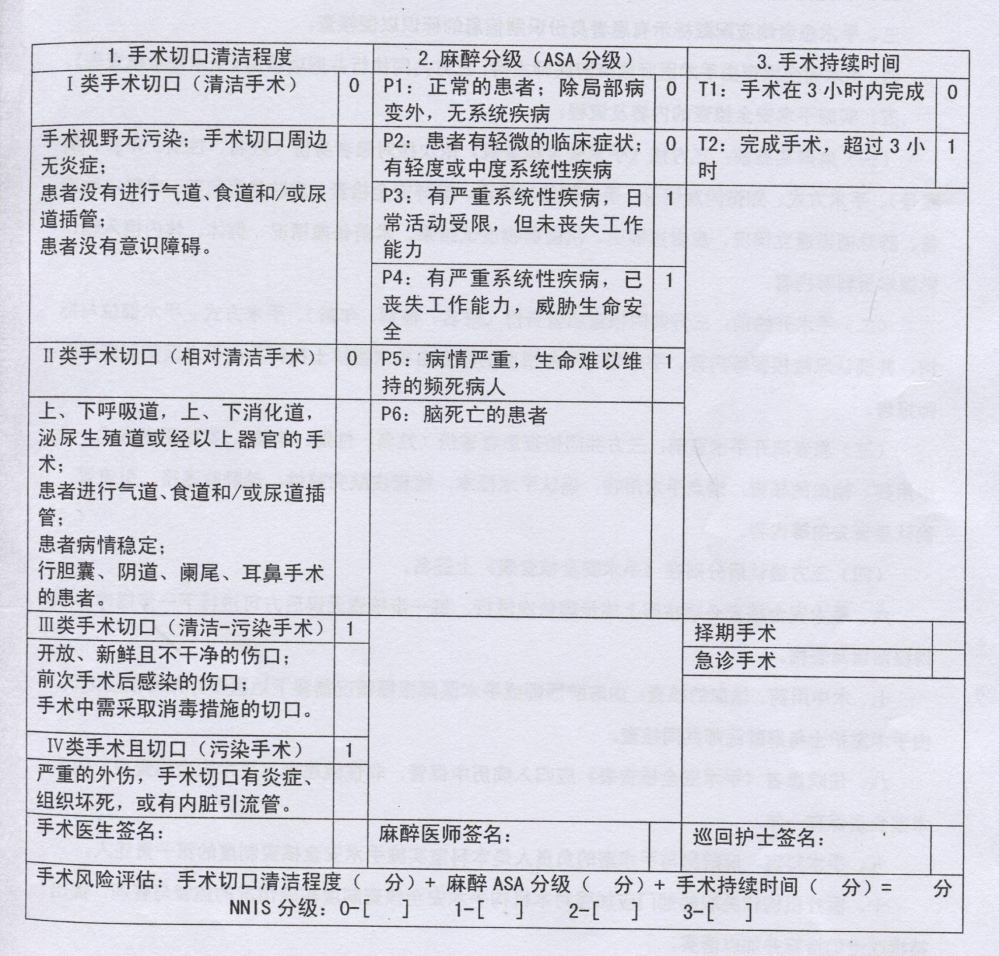 1. 手术切口清洁程度
2. 麻醉分级（ASA 分级）
3. 手术持续时间
Ⅰ类手术切口（清洁手术）
0
P1：正常的患者；除局部病
变外，无系统疾病
0
T1：手术在 3 小时内完成
0
手术视野无污染；手术切口周边
无炎症；
患者没有进行气道、食道和/或尿
道插管；
患者没有意识障碍。
P2：患者有轻微的临床症状；
有轻度或中度系统性疾病
0
T2：完成手术，超过 3 小
时
1
P3：有严重系统性疾病，日
常活动受限，但未丧失工作
能力
1
P4：有严重系统性疾病，已
丧失工作能力，威胁生命安
全
1
Ⅱ类手术切口（相对清洁手术）
0
P5：病情严重，生命难以维
持的频死病人
1
上、下呼吸道，上、下消化道，
泌尿生殖道或经以上器官的手
术；
患者进行气道、食道和/或尿道插
管；
患者病情稳定；
行胆囊、阴道、阑尾、耳鼻手术
的患者。
P6：脑死亡的患者
Ⅲ类手术切口（清洁-污染手术）
1
择期手术
开放、新鲜且不干净的伤口；
前次手术后感染的伤口；
手术中需采取消毒措施的切口。
急诊手术
Ⅳ类手术且切口（污染手术）
1
严重的外伤，手术切口有炎症、
组织坏死，或有内脏引流管。
手术医生签名：
麻醉医师签名：
巡回护士签名：
手术风险评估：手术切口清洁程度（ 分）+ 麻醉 ASA 分级（ 分）+ 手术持续时间（ 分）= 分
NNIS 分级：0-[ ] 1-[ ] 2-[ ] 3-[ ]